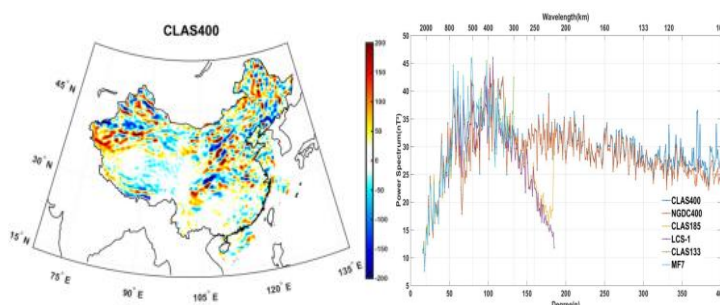 CLAS400
45°N
30°N
15°N
75°E
90°E
105°E
120°E
135°E
200
150
100
50
0
-50
-100
-150
-200
Wavelength(km)
2000 800 500 400 300 250 200 160 133 120
Power Spectrum(nT²)
50
45
40
35
30
25
20
15
10
5
0 50 100 150 200 250 300 350
CLAS400
NGDC400
CLAS185
LCS-1
CLAS133
MF7